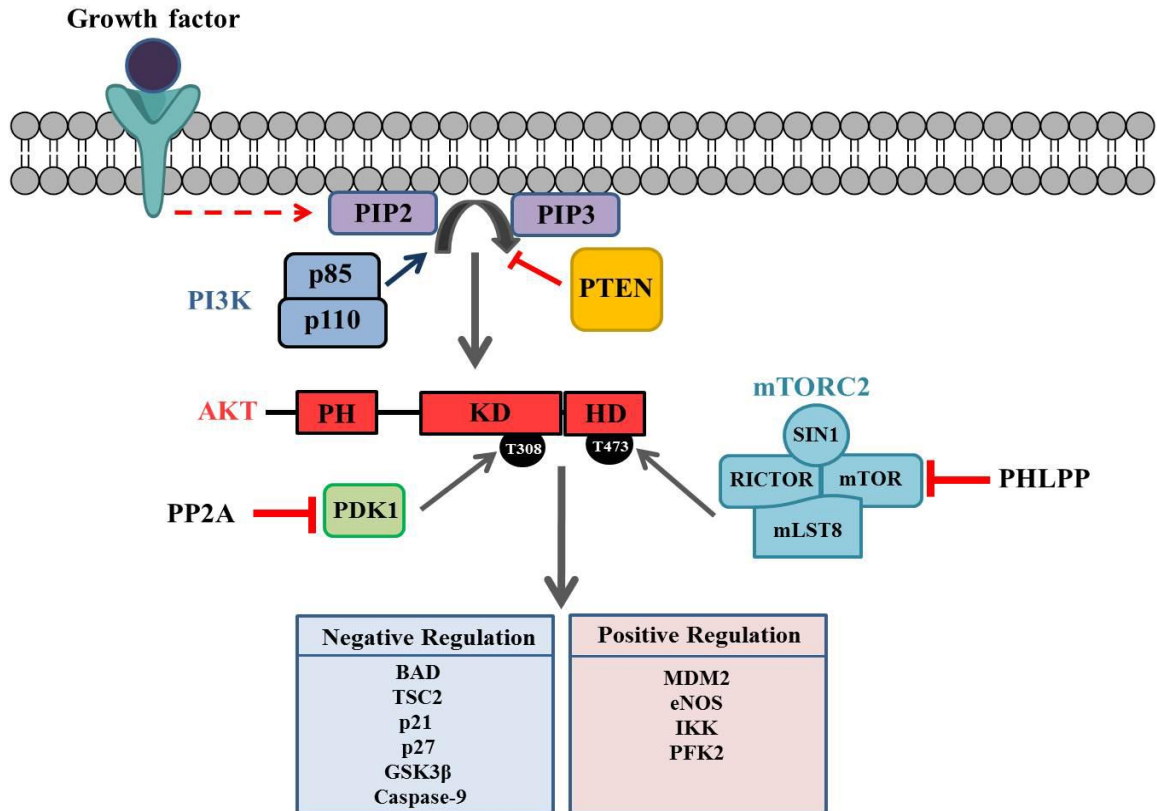 Growth factor
PIP2
PIP3
PI3K
p85
p110
PTEN
AKT
PH
KD
HD
T308
T473
mTORC2
SIN1
RICTOR
mTOR
mLST8
PHLPP
PP2A
PDK1
Negative Regulation
BAD
TSC2
p21
p27
GSK3β
Caspase-9
Positive Regulation
MDM2
eNOS
IKK
PFK2